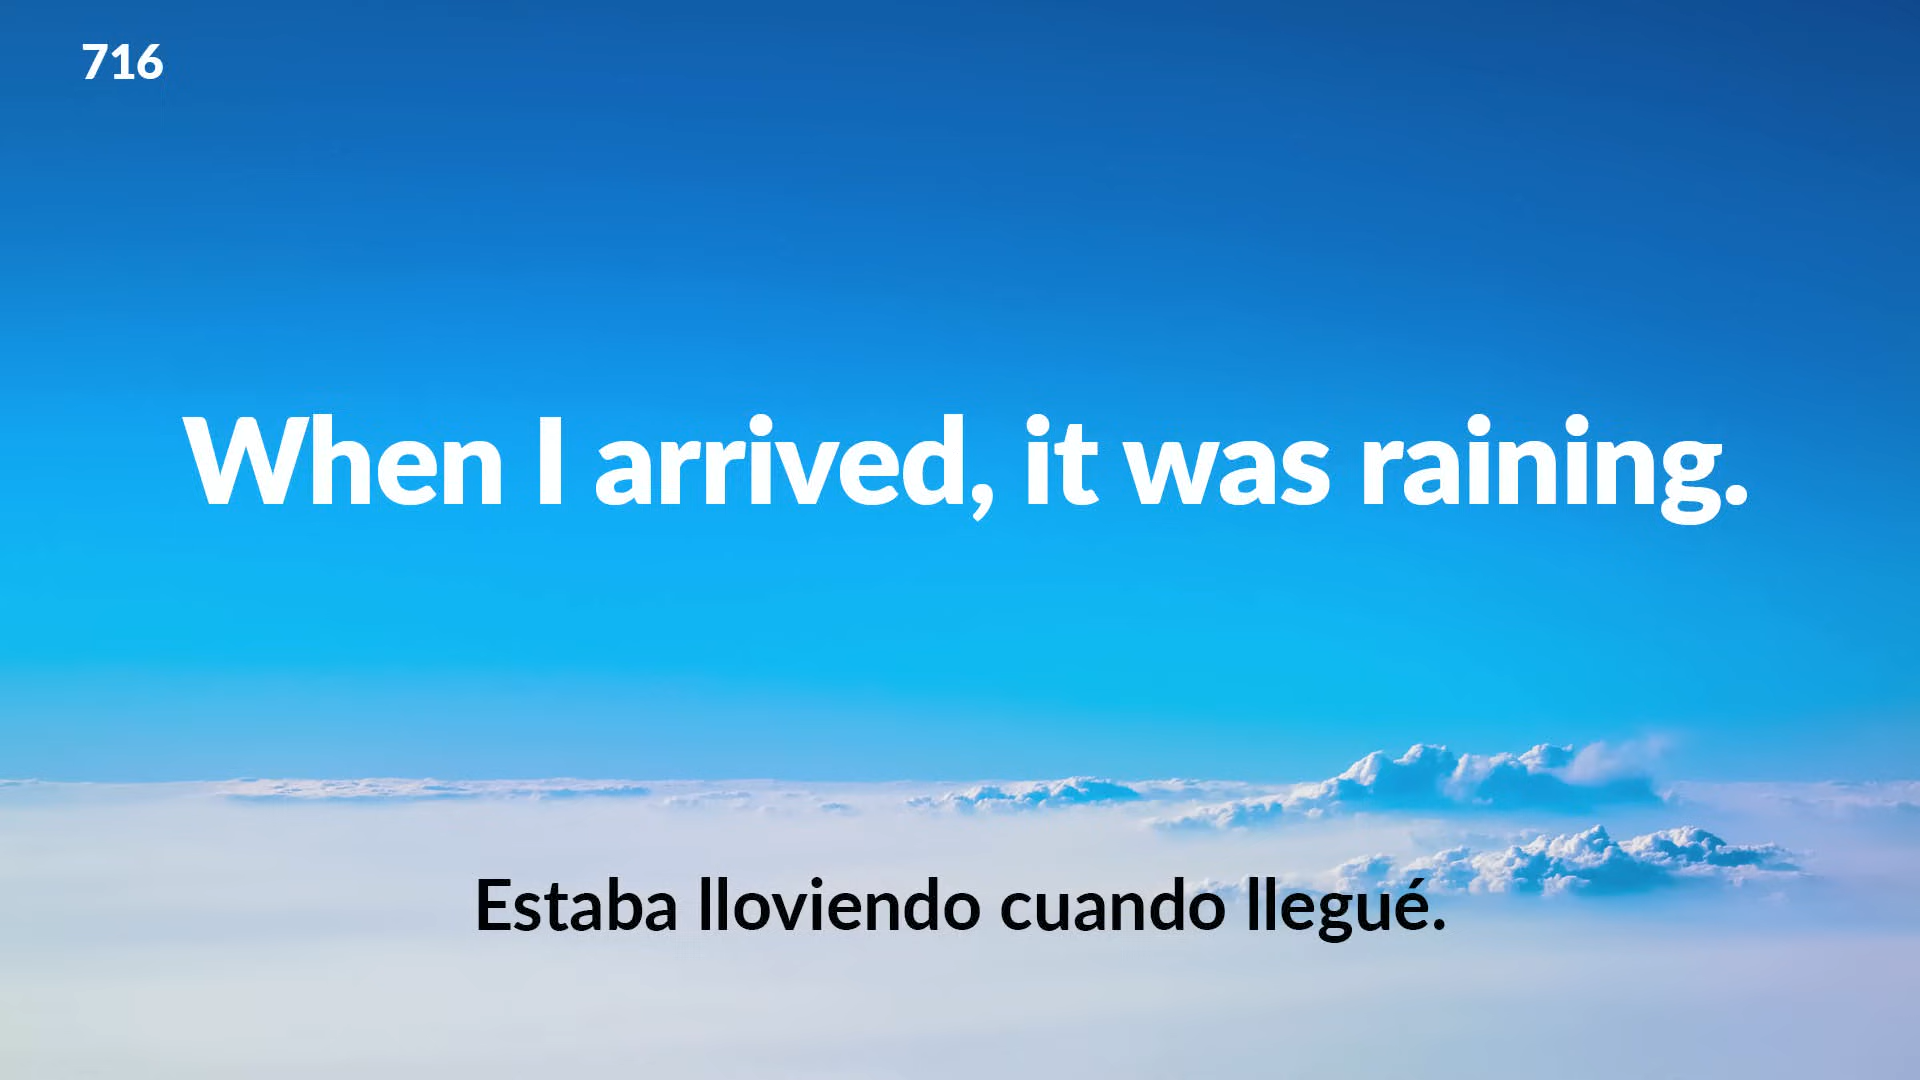 716
When I arrived, it was raining.
Estaba lloviendo cuando llegué.